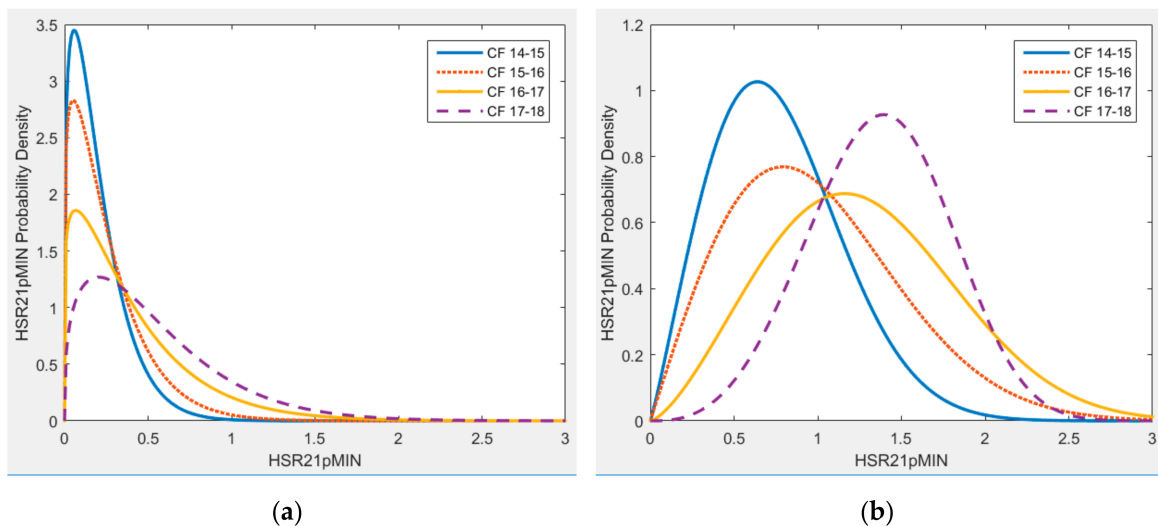 3.5
3
2.5
2
1.5
1
0.5
0
HSR21pMIN Probability Density
CF 14-15
CF 15-16
CF 16-17
CF 17-18
0 0.5 1 1.5 2 2.5 3
HSR21pMIN
(a)
1.2
1
0.8
0.6
0.4
0.2
0
HSR21pMIN Probability Density
CF 14-15
CF 15-16
CF 16-17
CF 17-18
0 0.5 1 1.5 2 2.5 3
HSR21pMIN
(b)